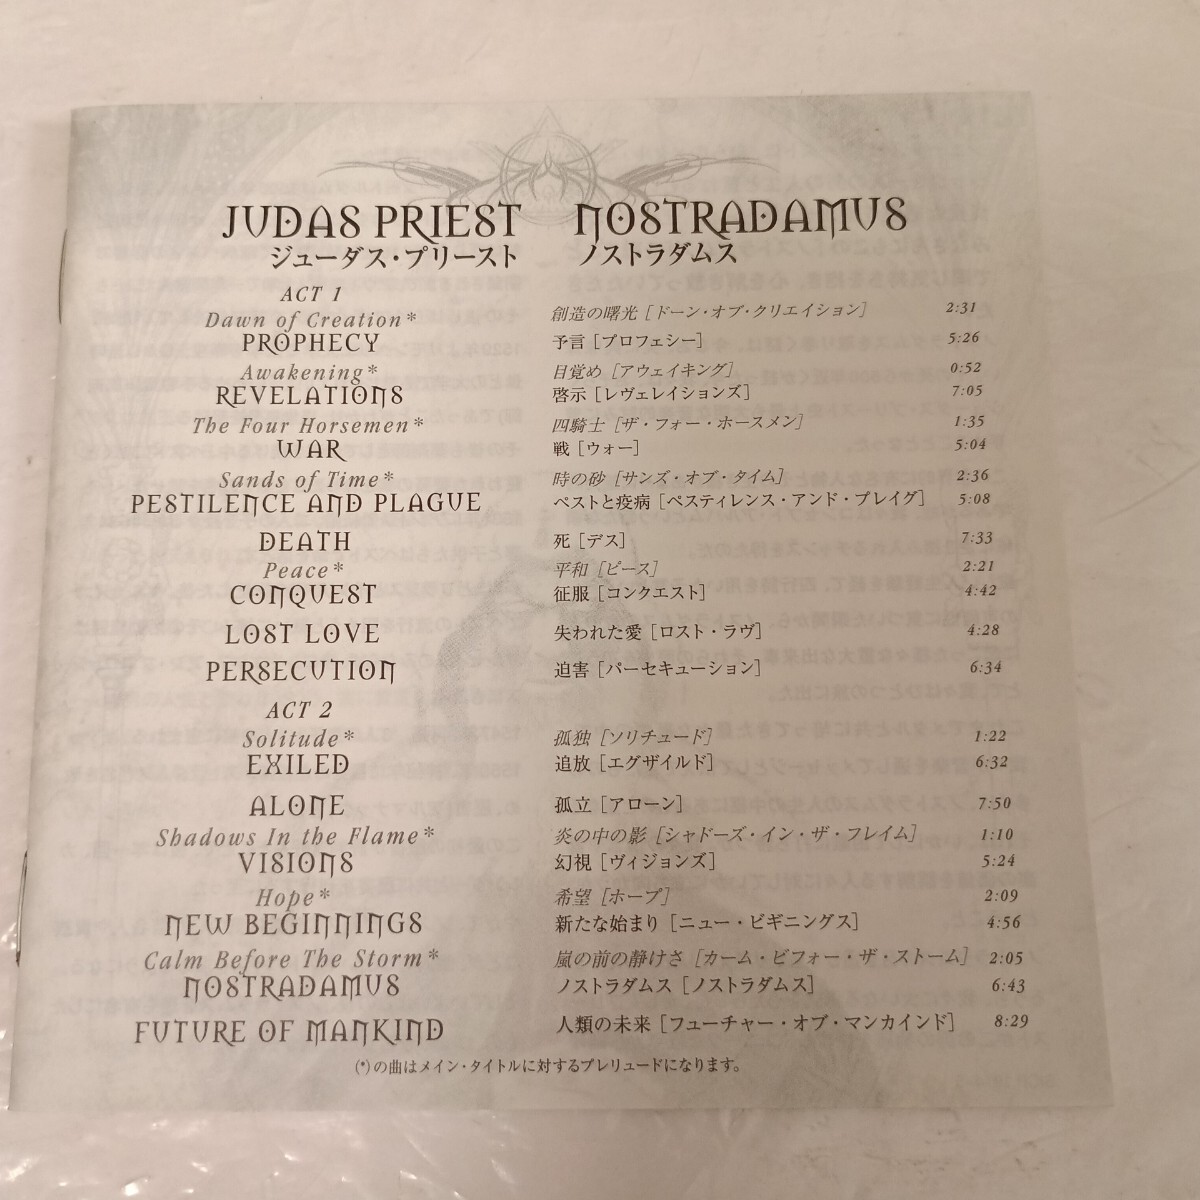 JUDAS PRIEST NOSTRADAMUS
ジューダス・プリースト ノストラダムス
ACT 1
Dawn of Creation* 創造の曙光［ドーン・オブ・クリエイション］ 2:31
PROPHECY 予言［プロフェシー］ 5:26
Awakening* 目覚め［アウェイキング］ 0:52
REVELATIONS 啓示［レヴェレイションズ］ 7:05
The Four Horsemen* 四騎士［ザ・フォー・ホースメン］ 1:35
WAR 戦［ウォー］ 5:04
Sands of Time* 時の砂［サンズ・オブ・タイム］ 2:36
PESTILENCE AND PLAGUE ペストと疫病［ペスティレンス・アンド・プレイグ］ 5:08
DEATH 死［デス］ 7:33
Peace* 平和［ピース］ 2:21
CONQUEST 征服［コンクエスト］ 4:42
LOST LOVE 失われた愛［ロスト・ラヴ］ 4:28
PERSECUTION 迫害［パーセキューション］ 6:34
ACT 2
Solitude* 孤独［ソリチュード］ 1:22
EXILED 追放［エグザイルド］ 6:32
ALONE 孤立［アローン］ 7:50
Shadows In the Flame* 炎の中の影［シャドーズ・イン・ザ・フレイム］ 1:10
VISIONS 幻視［ヴィジョンズ］ 5:24
Hope* 希望［ホープ］ 2:09
NEW BEGINNINGS 新たな始まり［ニュー・ビギニングス］ 4:56
Calm Before The Storm* 嵐の前の静けさ［カーム・ビフォー・ザ・ストーム］ 2:05
NOSTRADAMUS ノストラダムス［ノストラダムス］ 6:43
FUTURE OF MANKIND 人類の未来［フューチャー・オブ・マンカインド］ 8:29
(*)の曲はメイン・タイトルに対するプレリュードになります。